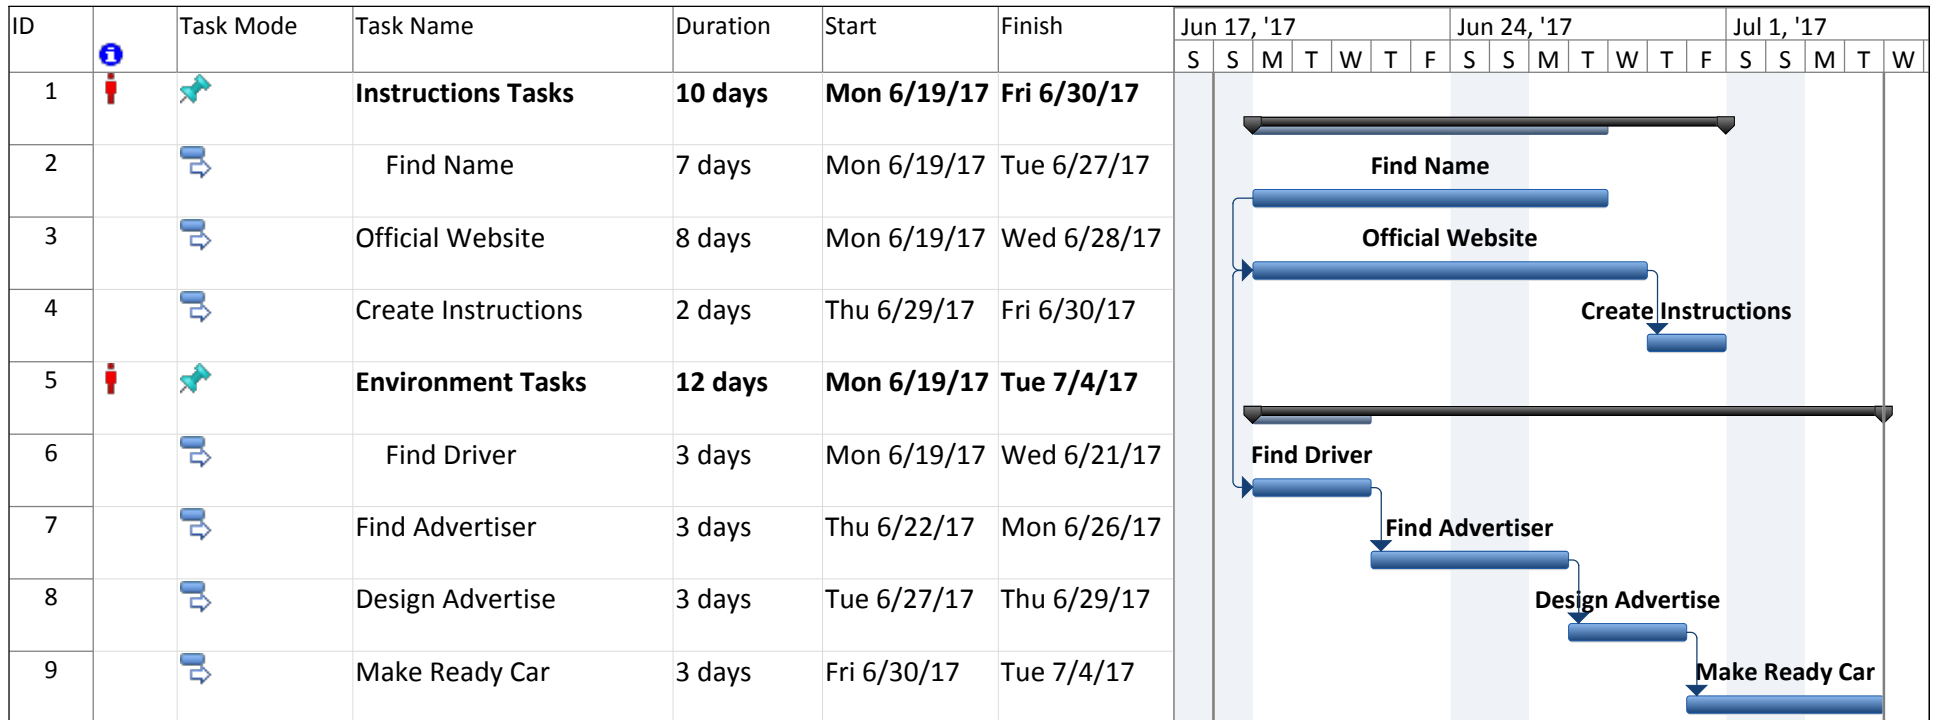 ID Task Mode Task Name Duration Start Finish Jun 17, '17 Jun 24, '17 Jul 1, '17
S S M T W T F S S M T W T F S S M T W
1 Instructions Tasks 10 days Mon 6/19/17 Fri 6/30/17
2 Find Name 7 days Mon 6/19/17 Tue 6/27/17 Find Name
3 Official Website 8 days Mon 6/19/17 Wed 6/28/17 Official Website
4 Create Instructions 2 days Thu 6/29/17 Fri 6/30/17 Create Instructions
5 Environment Tasks 12 days Mon 6/19/17 Tue 7/4/17
6 Find Driver 3 days Mon 6/19/17 Wed 6/21/17 Find Driver
7 Find Advertiser 3 days Thu 6/22/17 Mon 6/26/17 Find Advertiser
8 Design Advertise 3 days Tue 6/27/17 Thu 6/29/17 Design Advertise
9 Make Ready Car 3 days Fri 6/30/17 Tue 7/4/17 Make Ready Car